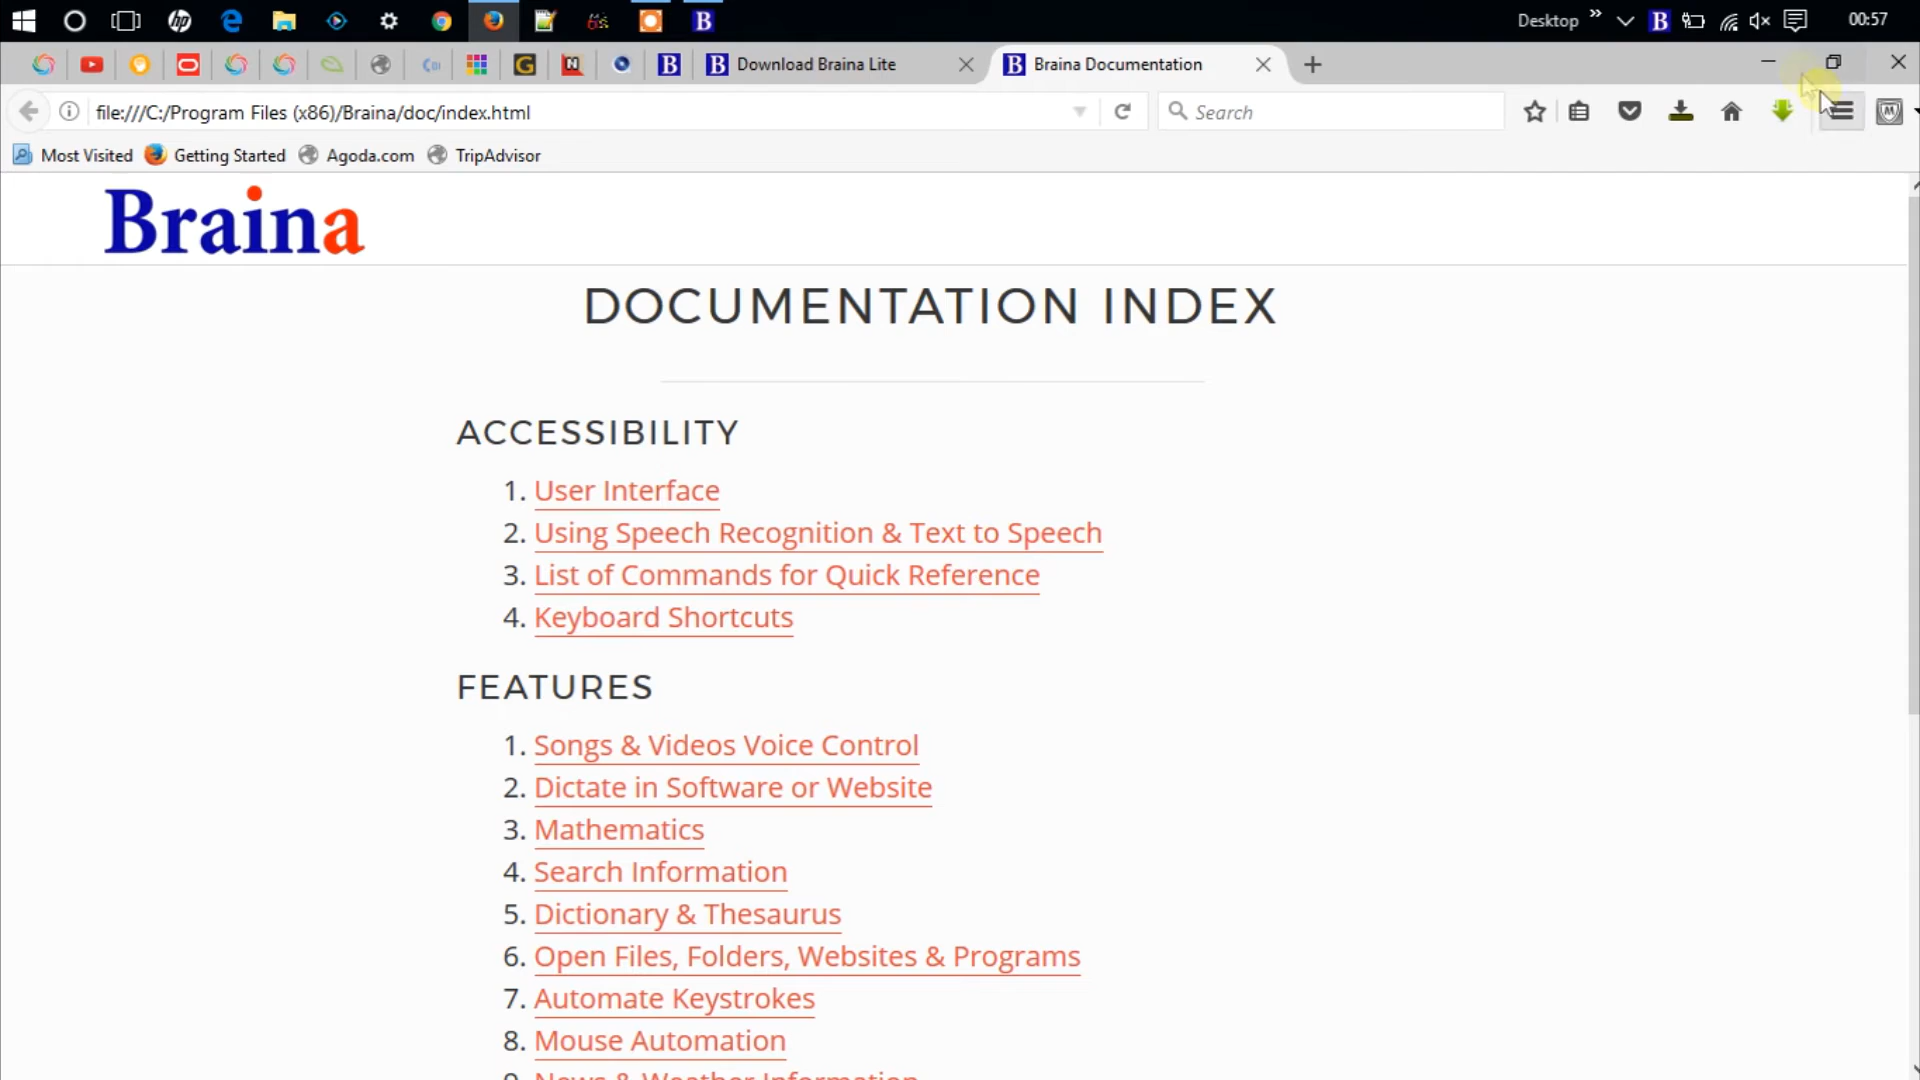 Desktop
00:57
Download Braina Lite
Braina Documentation
file:///C:/Program Files (x86)/Braina/doc/index.html
Search
Most Visited
Getting Started
Agoda.com
TripAdvisor
Braina
DOCUMENTATION INDEX
ACCESSIBILITY
1. User Interface
2. Using Speech Recognition & Text to Speech
3. List of Commands for Quick Reference
4. Keyboard Shortcuts
FEATURES
1. Songs & Videos Voice Control
2. Dictate in Software or Website
3. Mathematics
4. Search Information
5. Dictionary & Thesaurus
6. Open Files, Folders, Websites & Programs
7. Automate Keystrokes
8. Mouse Automation
9. News & Weather Information